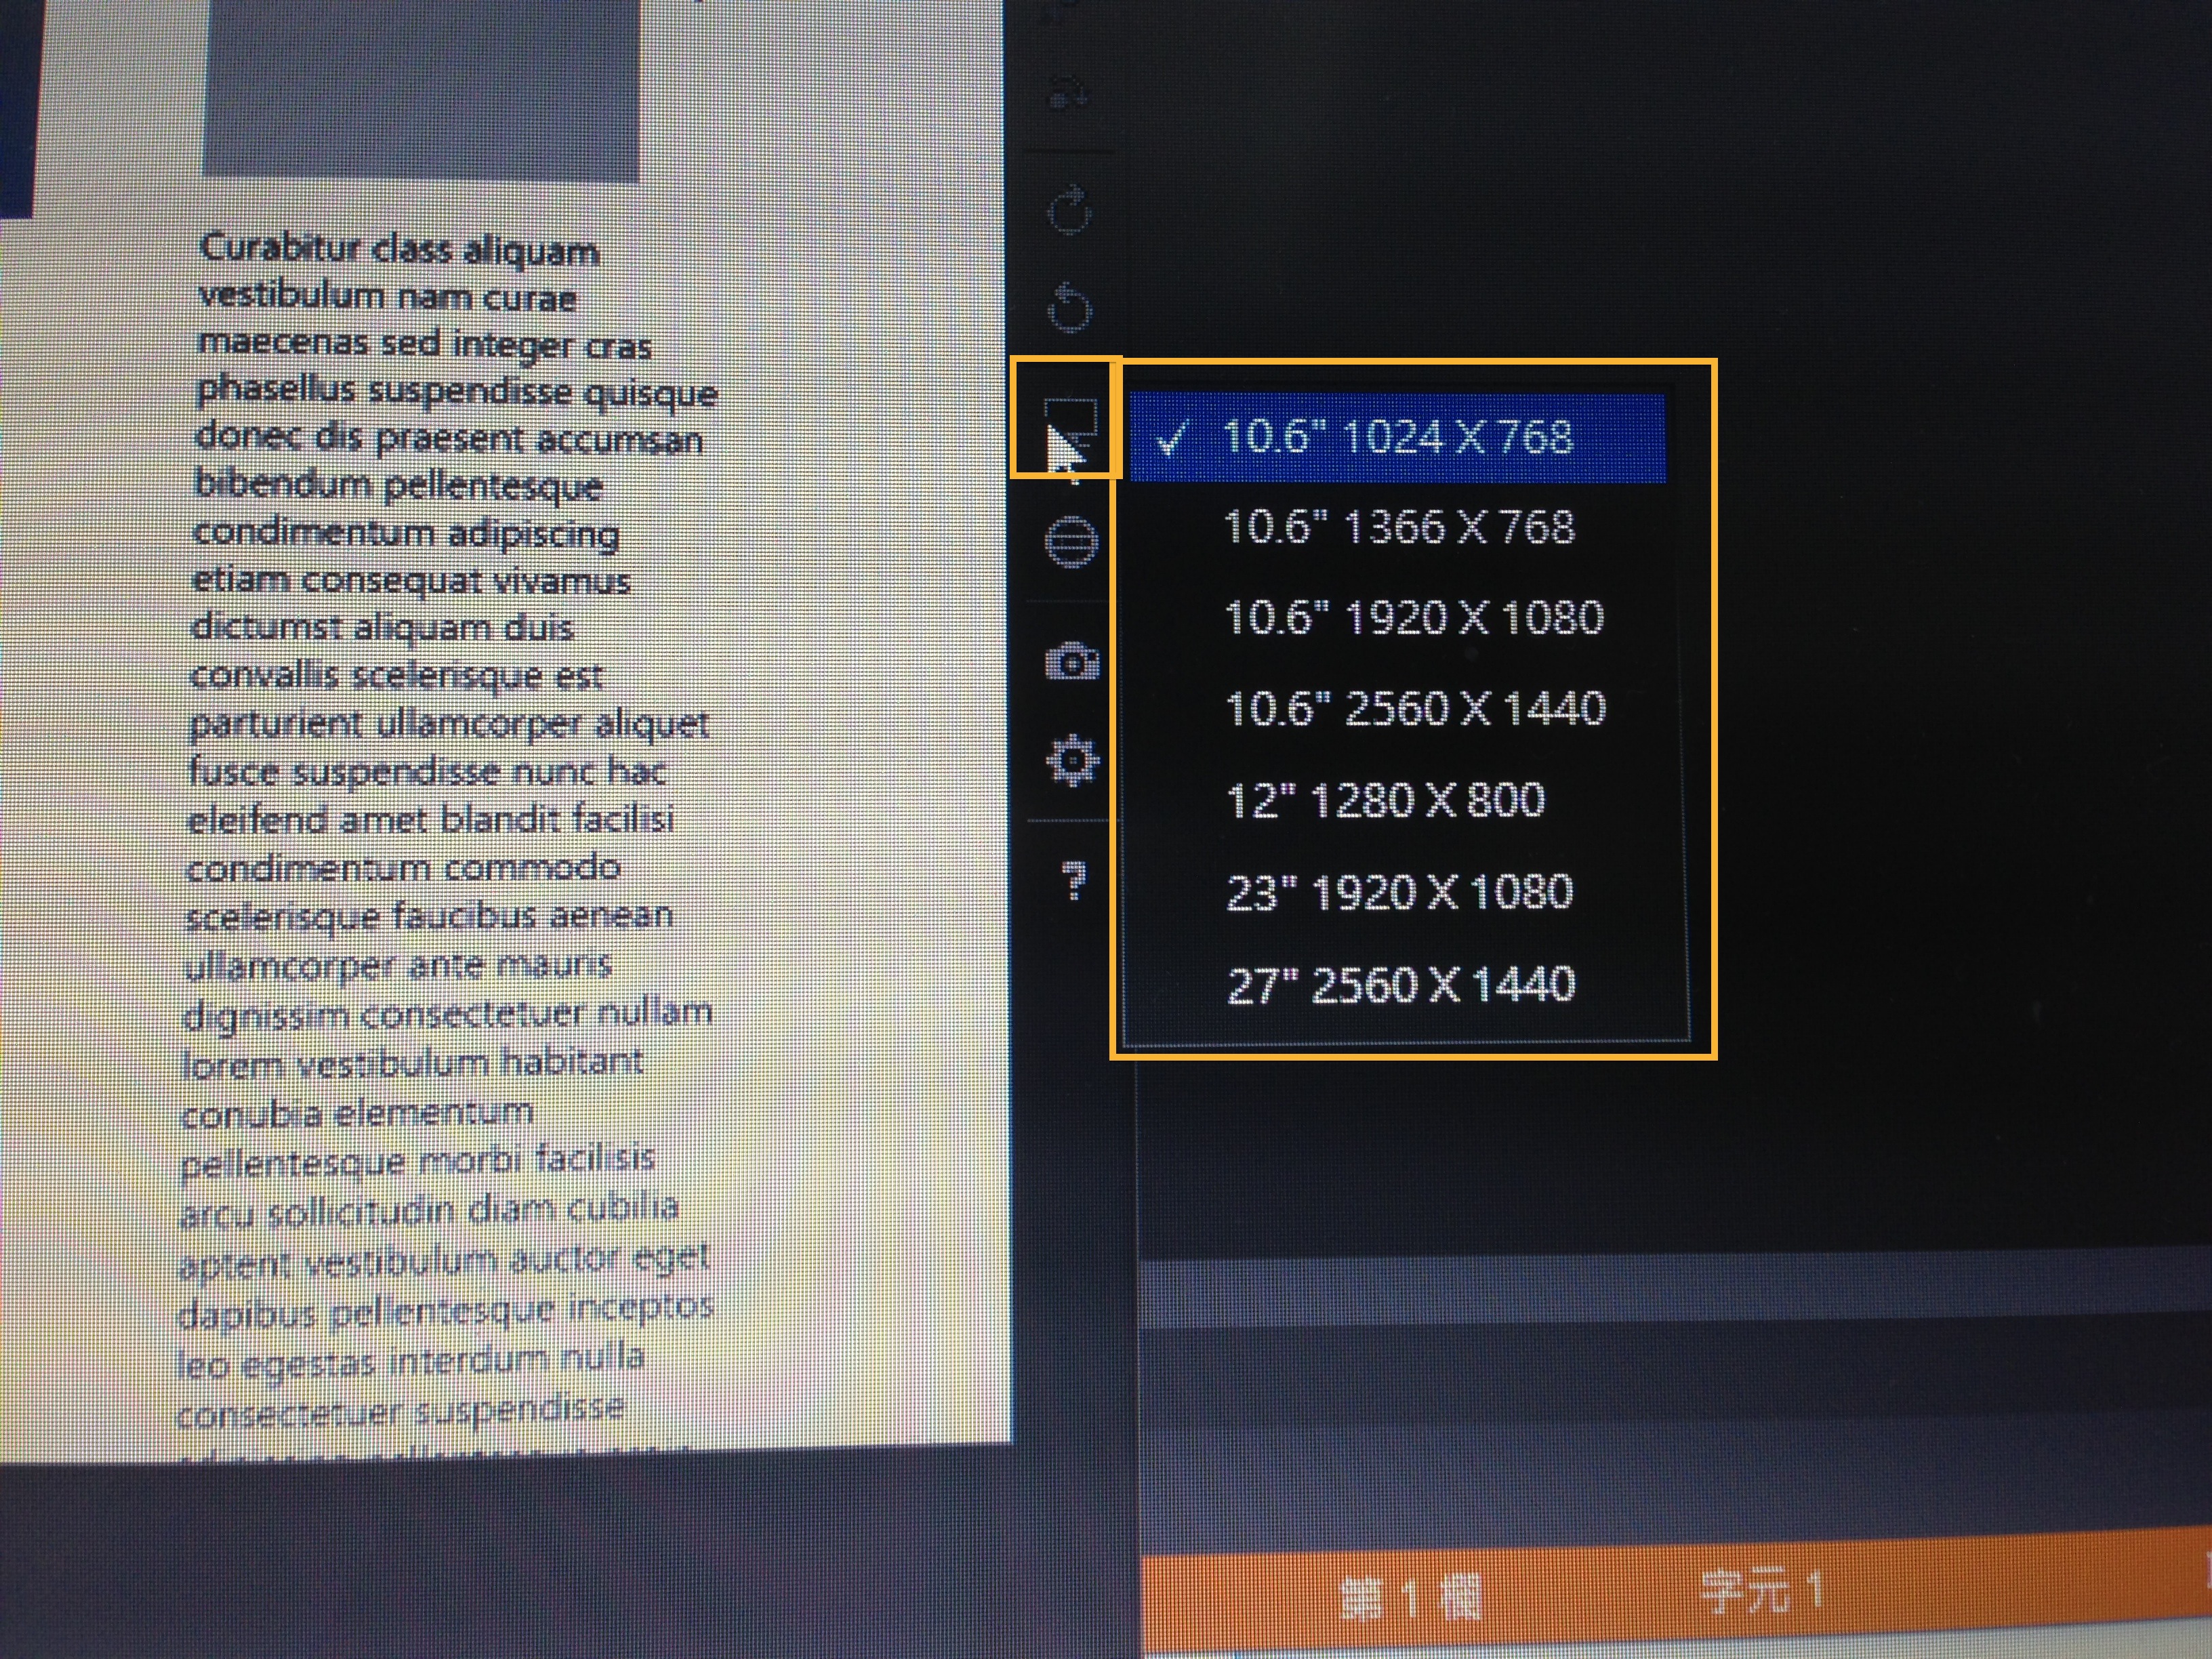 Curabitur class aliquam
vestibulum nam curae
maecenas sed integer cras
phasellus suspendisse quisque
donec dis praesent accumsan
bibendum pellentesque
condimentum adipiscing
etiam consequat vivamus
dictumst aliquam duis
convallis scelerisque est
parturient ullamcorper aliquet
fusce suspendisse nunc hac
eleifend amet blandit facilisi
condimentum commodo
scelerisque faucibus aenean
ullamcorper ante mauris
dignissim consectetuer nullam
lorem vestibulum habitant
conubia elementum
pellentesque morbi facilisis
arcu sollicitudin diam cubilia
aptent vestibulum auctor eget
dapibus pellentesque inceptos
leo egestas interdum nulla
consectetuer suspendisse
?
✓ 10.6" 1024 X 768
10.6" 1366 X 768
10.6" 1920 X 1080
10.6" 2560 X 1440
12" 1280 X 800
23" 1920 X 1080
27" 2560 X 1440
第 1 欄
字元 1